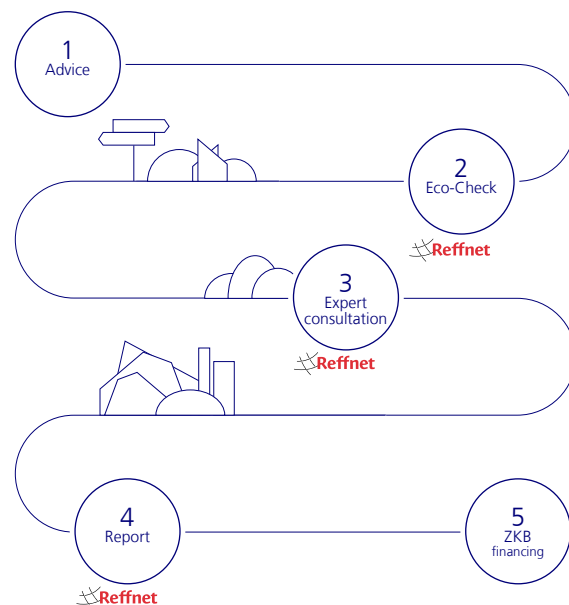 1
Advice
2
Eco-Check
Reffnet
3
Expert
consultation
Reffnet
4
Report
Reffnet
5
ZKB
financing